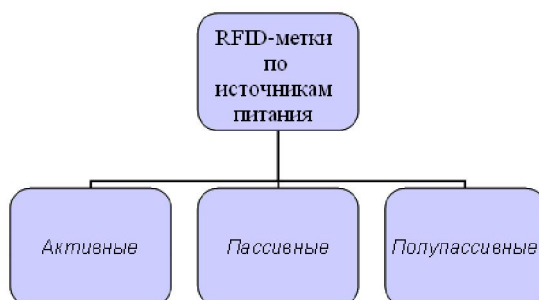 RFID-метки
по
источникам
питания
Активные
Пассивные
Полупассивные